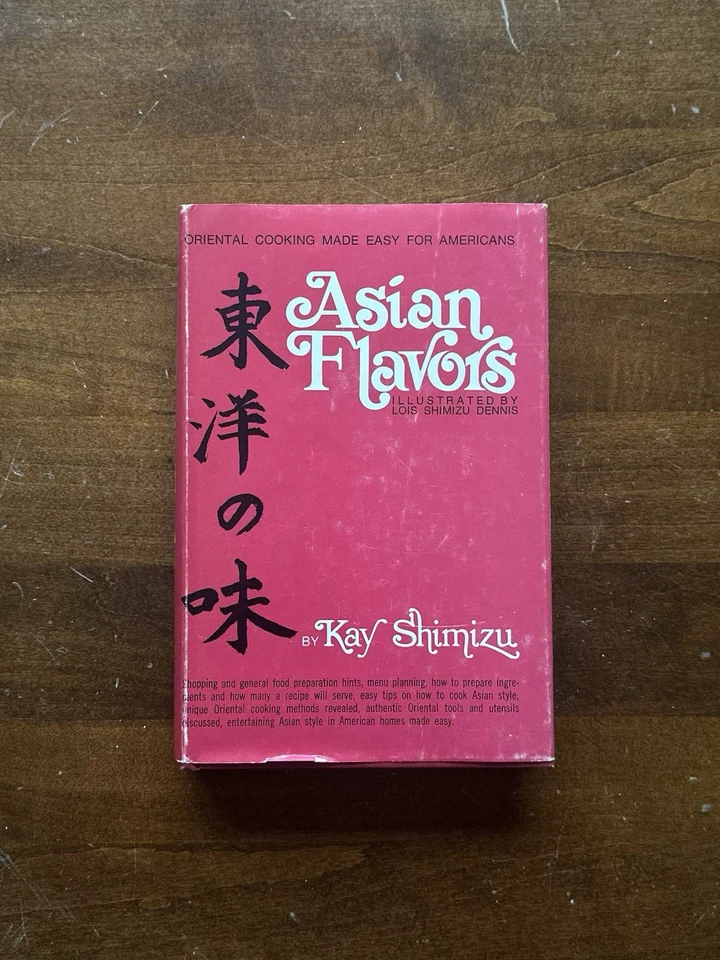 ORIENTAL COOKING MADE EASY FOR AMERICANS
東洋の味
Asian
Flavors
ILLUSTRATED BY
LOIS SHIMIZU DENNIS
BY Kay Shimizu
Shopping and general food preparation hints, menu planning, how to prepare ingre-
dients and how many a recipe will serve, easy tips on how to cook Asian style,
unique Oriental cooking methods revealed, authentic Oriental tools and utensils
discussed, entertaining Asian style in American homes made easy.